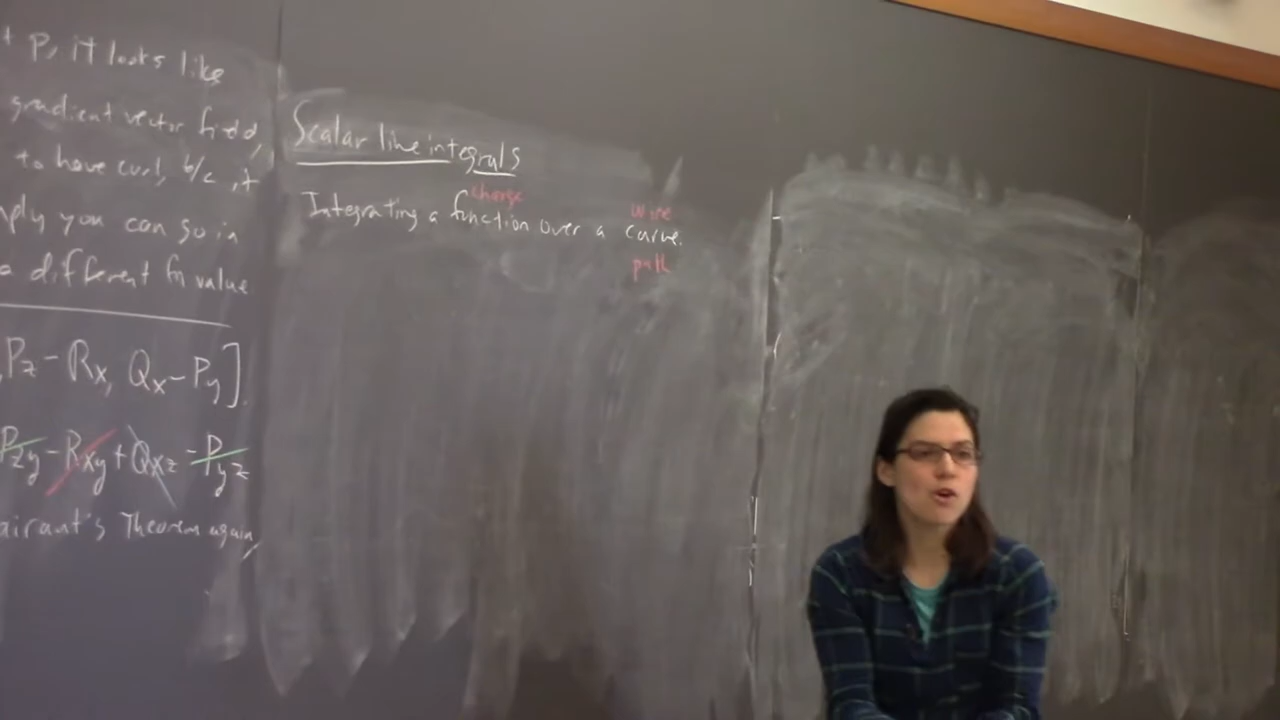 + P, it looks like
gradient vector field,
to have curl, b/c it
mply you can go in
a different fn value
Pz - Rx, Qx - Py].
Pzy - Rxy + Qxz - Pyz
airaut's Theorem again
Scalar line integrals
charge
wire
Integrating a function over a curve.
path